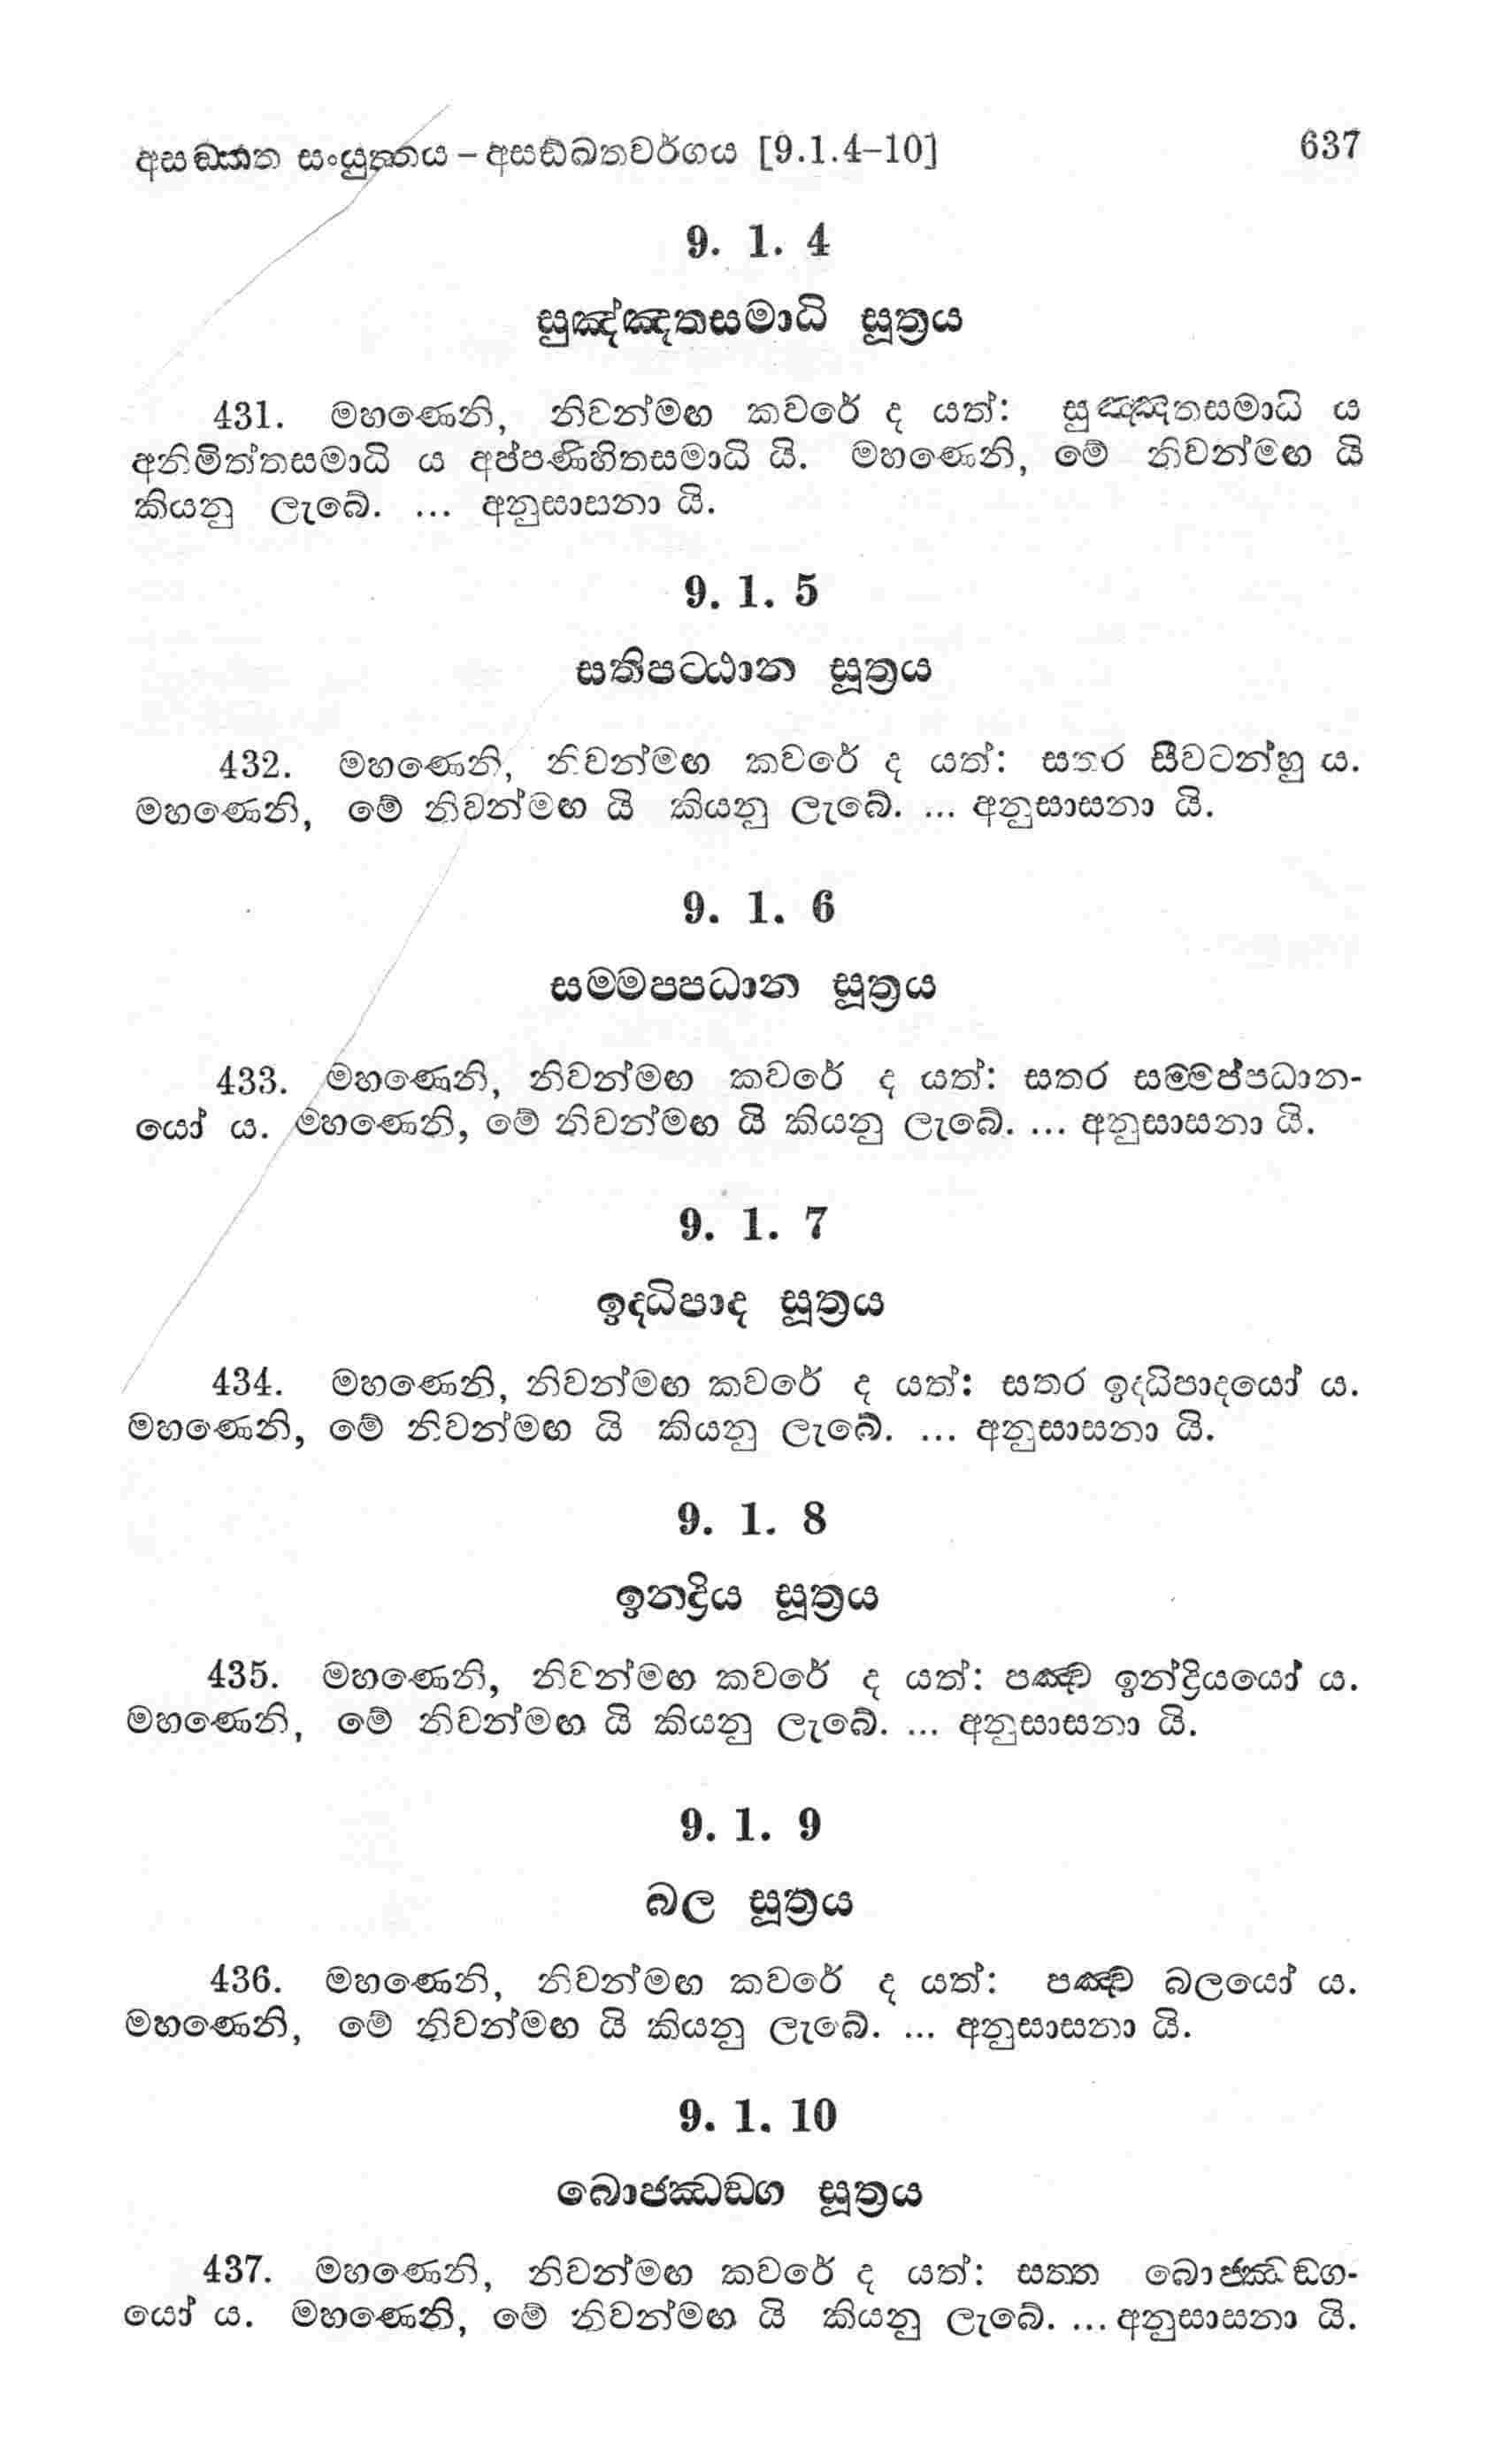 අසඞ්ඛත සංයුත්තය – අසඞ්ඛතවර්ගය [9.1.4–10] 637
9. 1. 4
සුඤ්ඤතසමාධි සූත්‍රය
431. මහණෙනි, නිවන්මඟ කවරේ ද යත්: සුඤ්ඤතසමාධි ය
අනිමිත්තසමාධි ය අප්පණිහිතසමාධි යි. මහණෙනි, මේ නිවන්මඟ යි
කියනු ලැබේ. ... අනුසාසනා යි.
9. 1. 5
සතිපට්ඨාන සූත්‍රය
432. මහණෙනි, නිවන්මඟ කවරේ ද යත්: සතර සීවටන්හු ය.
මහණෙනි, මේ නිවන්මඟ යි කියනු ලැබේ. ... අනුසාසනා යි.
9. 1. 6
සම්මප්පධාන සූත්‍රය
433. මහණෙනි, නිවන්මඟ කවරේ ද යත්: සතර සම්මප්පධාන-
යෝ ය. මහණෙනි, මේ නිවන්මඟ යි කියනු ලැබේ. ... අනුසාසනා යි.
9. 1. 7
ඉද්ධිපාද සූත්‍රය
434. මහණෙනි, නිවන්මඟ කවරේ ද යත්: සතර ඉද්ධිපාදයෝ ය.
මහණෙනි, මේ නිවන්මඟ යි කියනු ලැබේ. ... අනුසාසනා යි.
9. 1. 8
ඉන්ද්‍රිය සූත්‍රය
435. මහණෙනි, නිවන්මඟ කවරේ ද යත්: පඤ්ච ඉන්ද්‍රියයෝ ය.
මහණෙනි, මේ නිවන්මඟ යි කියනු ලැබේ. ... අනුසාසනා යි.
9. 1. 9
බල සූත්‍රය
436. මහණෙනි, නිවන්මඟ කවරේ ද යත්: පඤ්ච බලයෝ ය.
මහණෙනි, මේ නිවන්මඟ යි කියනු ලැබේ. ... අනුසාසනා යි.
9. 1. 10
බොජ්ඣඞ්ග සූත්‍රය
437. මහණෙනි, නිවන්මඟ කවරේ ද යත්: සත්ත බොජ්ඣඞ්ග-
යෝ ය. මහණෙනි, මේ නිවන්මඟ යි කියනු ලැබේ. ... අනුසාසනා යි.